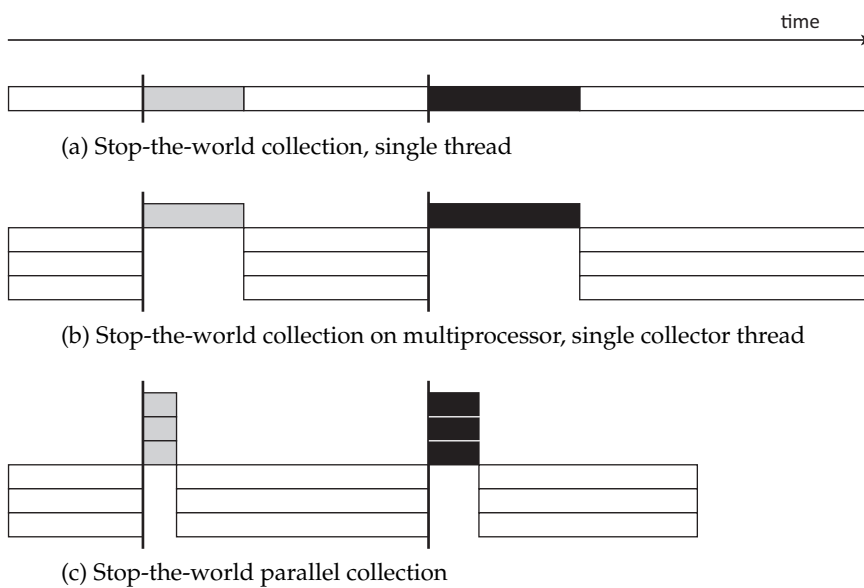 time
(a) Stop-the-world collection, single thread
(b) Stop-the-world collection on multiprocessor, single collector thread
(c) Stop-the-world parallel collection